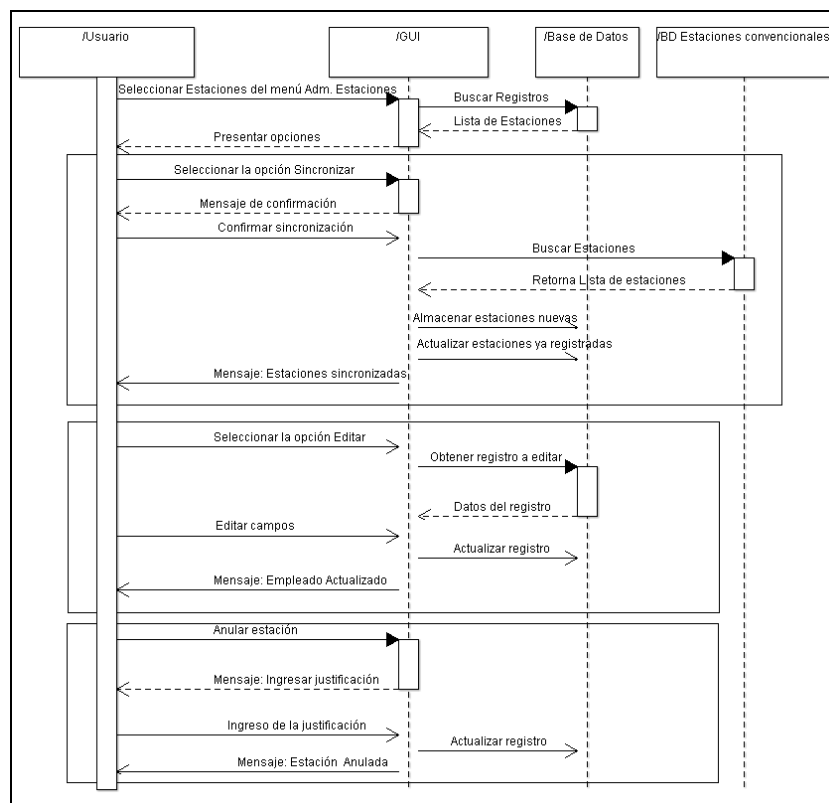 /Usuario
/GUI
/Base de Datos
/BD Estaciones convencionales
Seleccionar Estaciones del menú Adm. Estaciones
Buscar Registros
Lista de Estaciones
Presentar opciones
Seleccionar la opción Sincronizar
Mensaje de confirmación
Confirmar sincronización
Buscar Estaciones
Retorna Lista de estaciones
Almacenar estaciones nuevas
Actualizar estaciones ya registradas
Mensaje: Estaciones sincronizadas
Seleccionar la opción Editar
Obtener registro a editar
Datos del registro
Editar campos
Actualizar registro
Mensaje: Empleado Actualizado
Anular estación
Mensaje: Ingresar justificación
Ingreso de la justificación
Actualizar registro
Mensaje: Estación Anulada